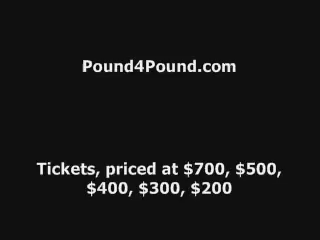 Pound4Pound.com
Tickets, priced at $700, $500,
$400, $300, $200